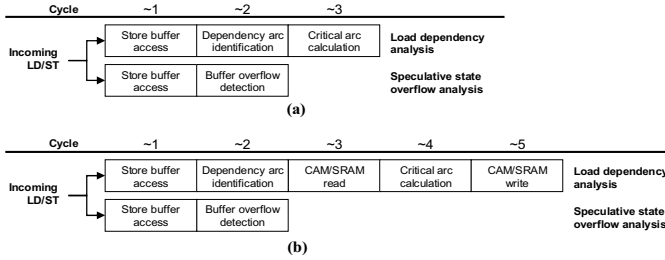 Cycle ~1 ~2 ~3
Incoming LD/ST
Store buffer access
Dependency arc identification
Critical arc calculation
Load dependency analysis
Store buffer access
Buffer overflow detection
Speculative state overflow analysis
(a)
Cycle ~1 ~2 ~3 ~4 ~5
Incoming LD/ST
Store buffer access
Dependency arc identification
CAM/SRAM read
Critical arc calculation
CAM/SRAM write
Load dependency analysis
Store buffer access
Buffer overflow detection
Speculative state overflow analysis
(b)